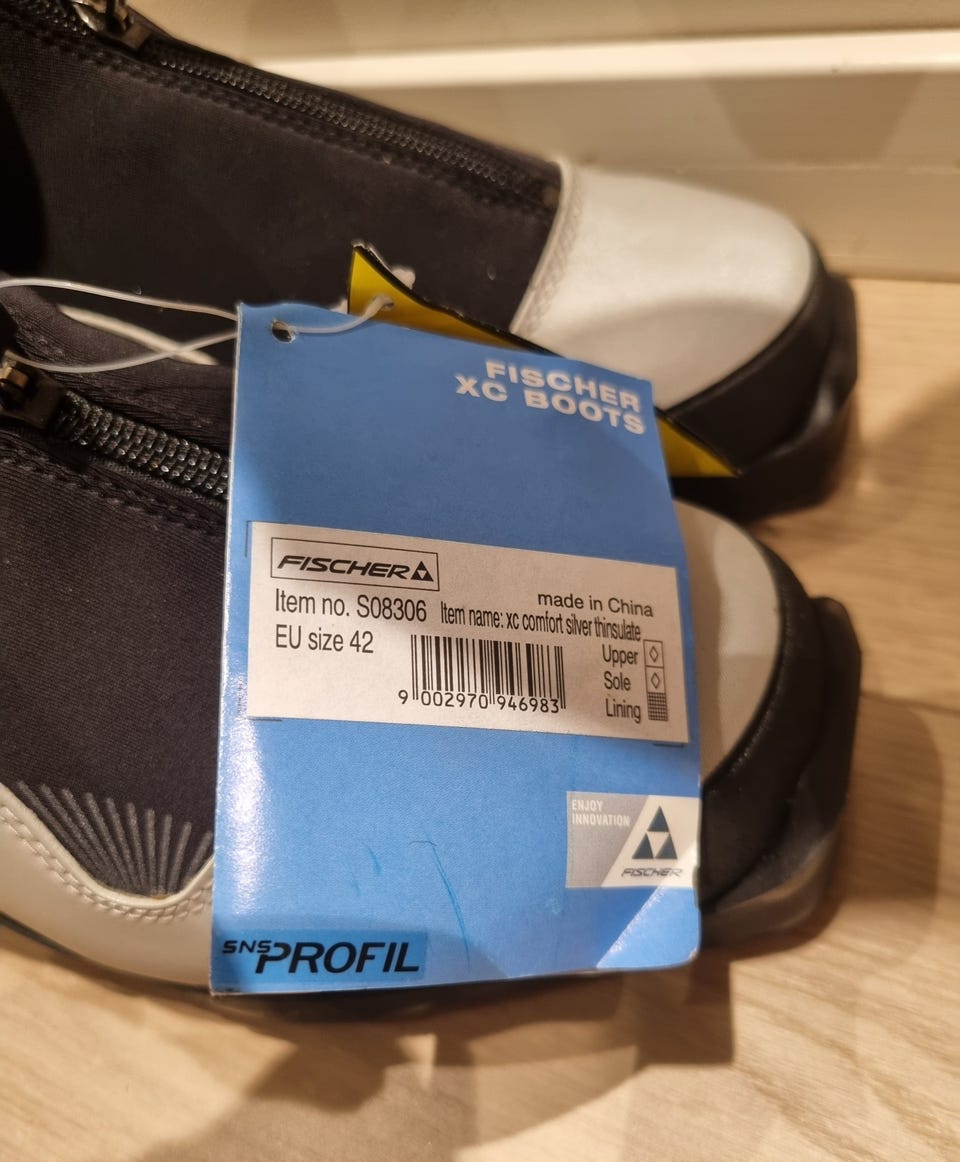 FISCHER
XC BOOTS
FISCHER
made in China
Item no. S08306 Item name: xc comfort silver thinsulate
EU size 42
Upper
Sole
Lining
9 002970 946983
ENJOY
INNOVATION
FISCHER
SNS PROFIL